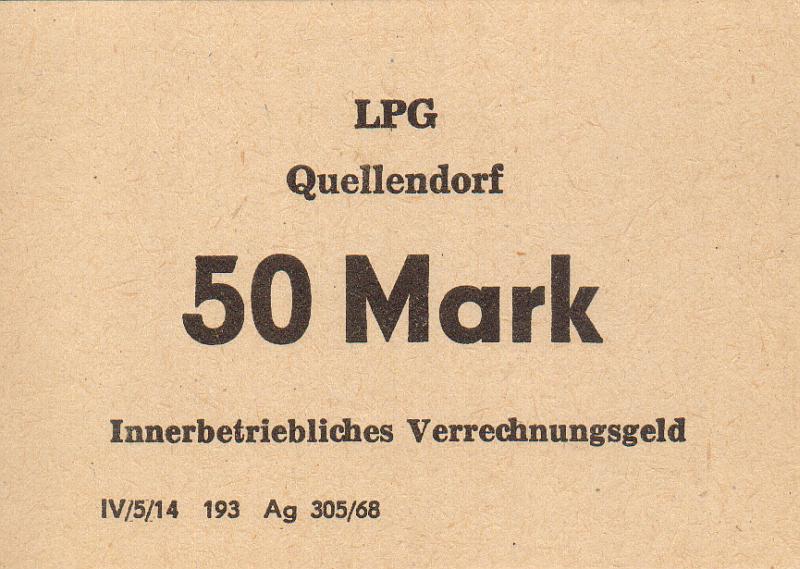 LPG
Quellendorf
50 Mark
Innerbetriebliches Verrechnungsgeld
IV/5/14 193 Ag 305/68